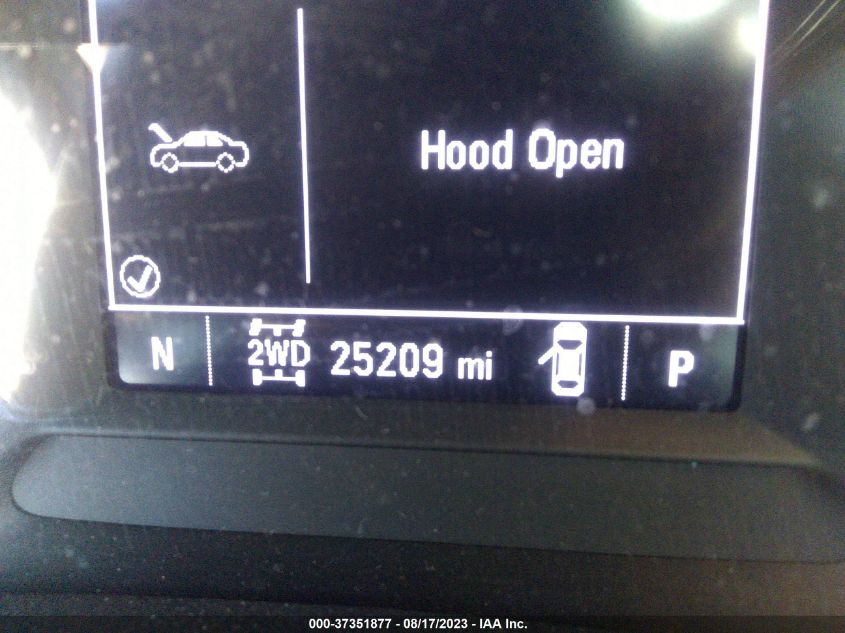 Hood Open
N 2WD 25209 mi P
000-37351877 - 08/17/2023 - IAA Inc.